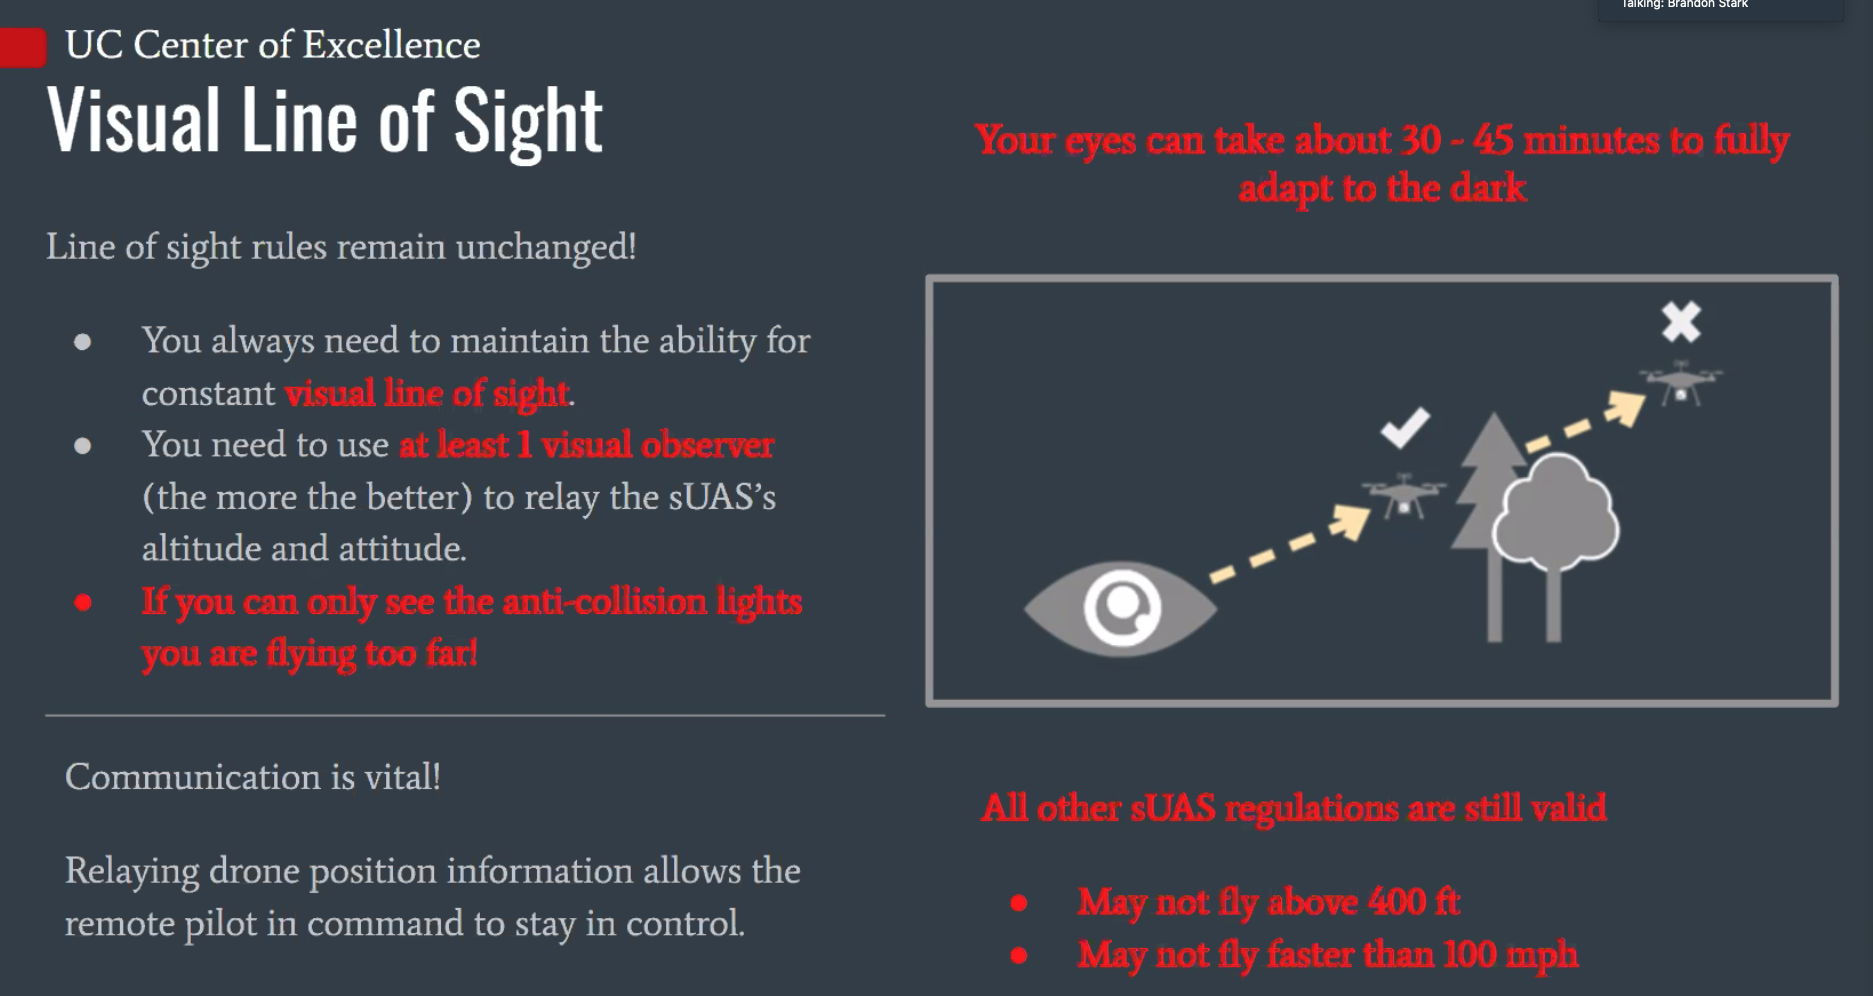 Talking: Brandon Stark
UC Center of Excellence
Visual Line of Sight
Line of sight rules remain unchanged!
● You always need to maintain the ability for
constant visual line of sight.
● You need to use at least 1 visual observer
(the more the better) to relay the sUAS's
altitude and attitude.
● If you can only see the anti-collision lights
you are flying too far!
Communication is vital!
Relaying drone position information allows the
remote pilot in command to stay in control.
Your eyes can take about 30 - 45 minutes to fully
adapt to the dark
All other sUAS regulations are still valid
● May not fly above 400 ft
● May not fly faster than 100 mph